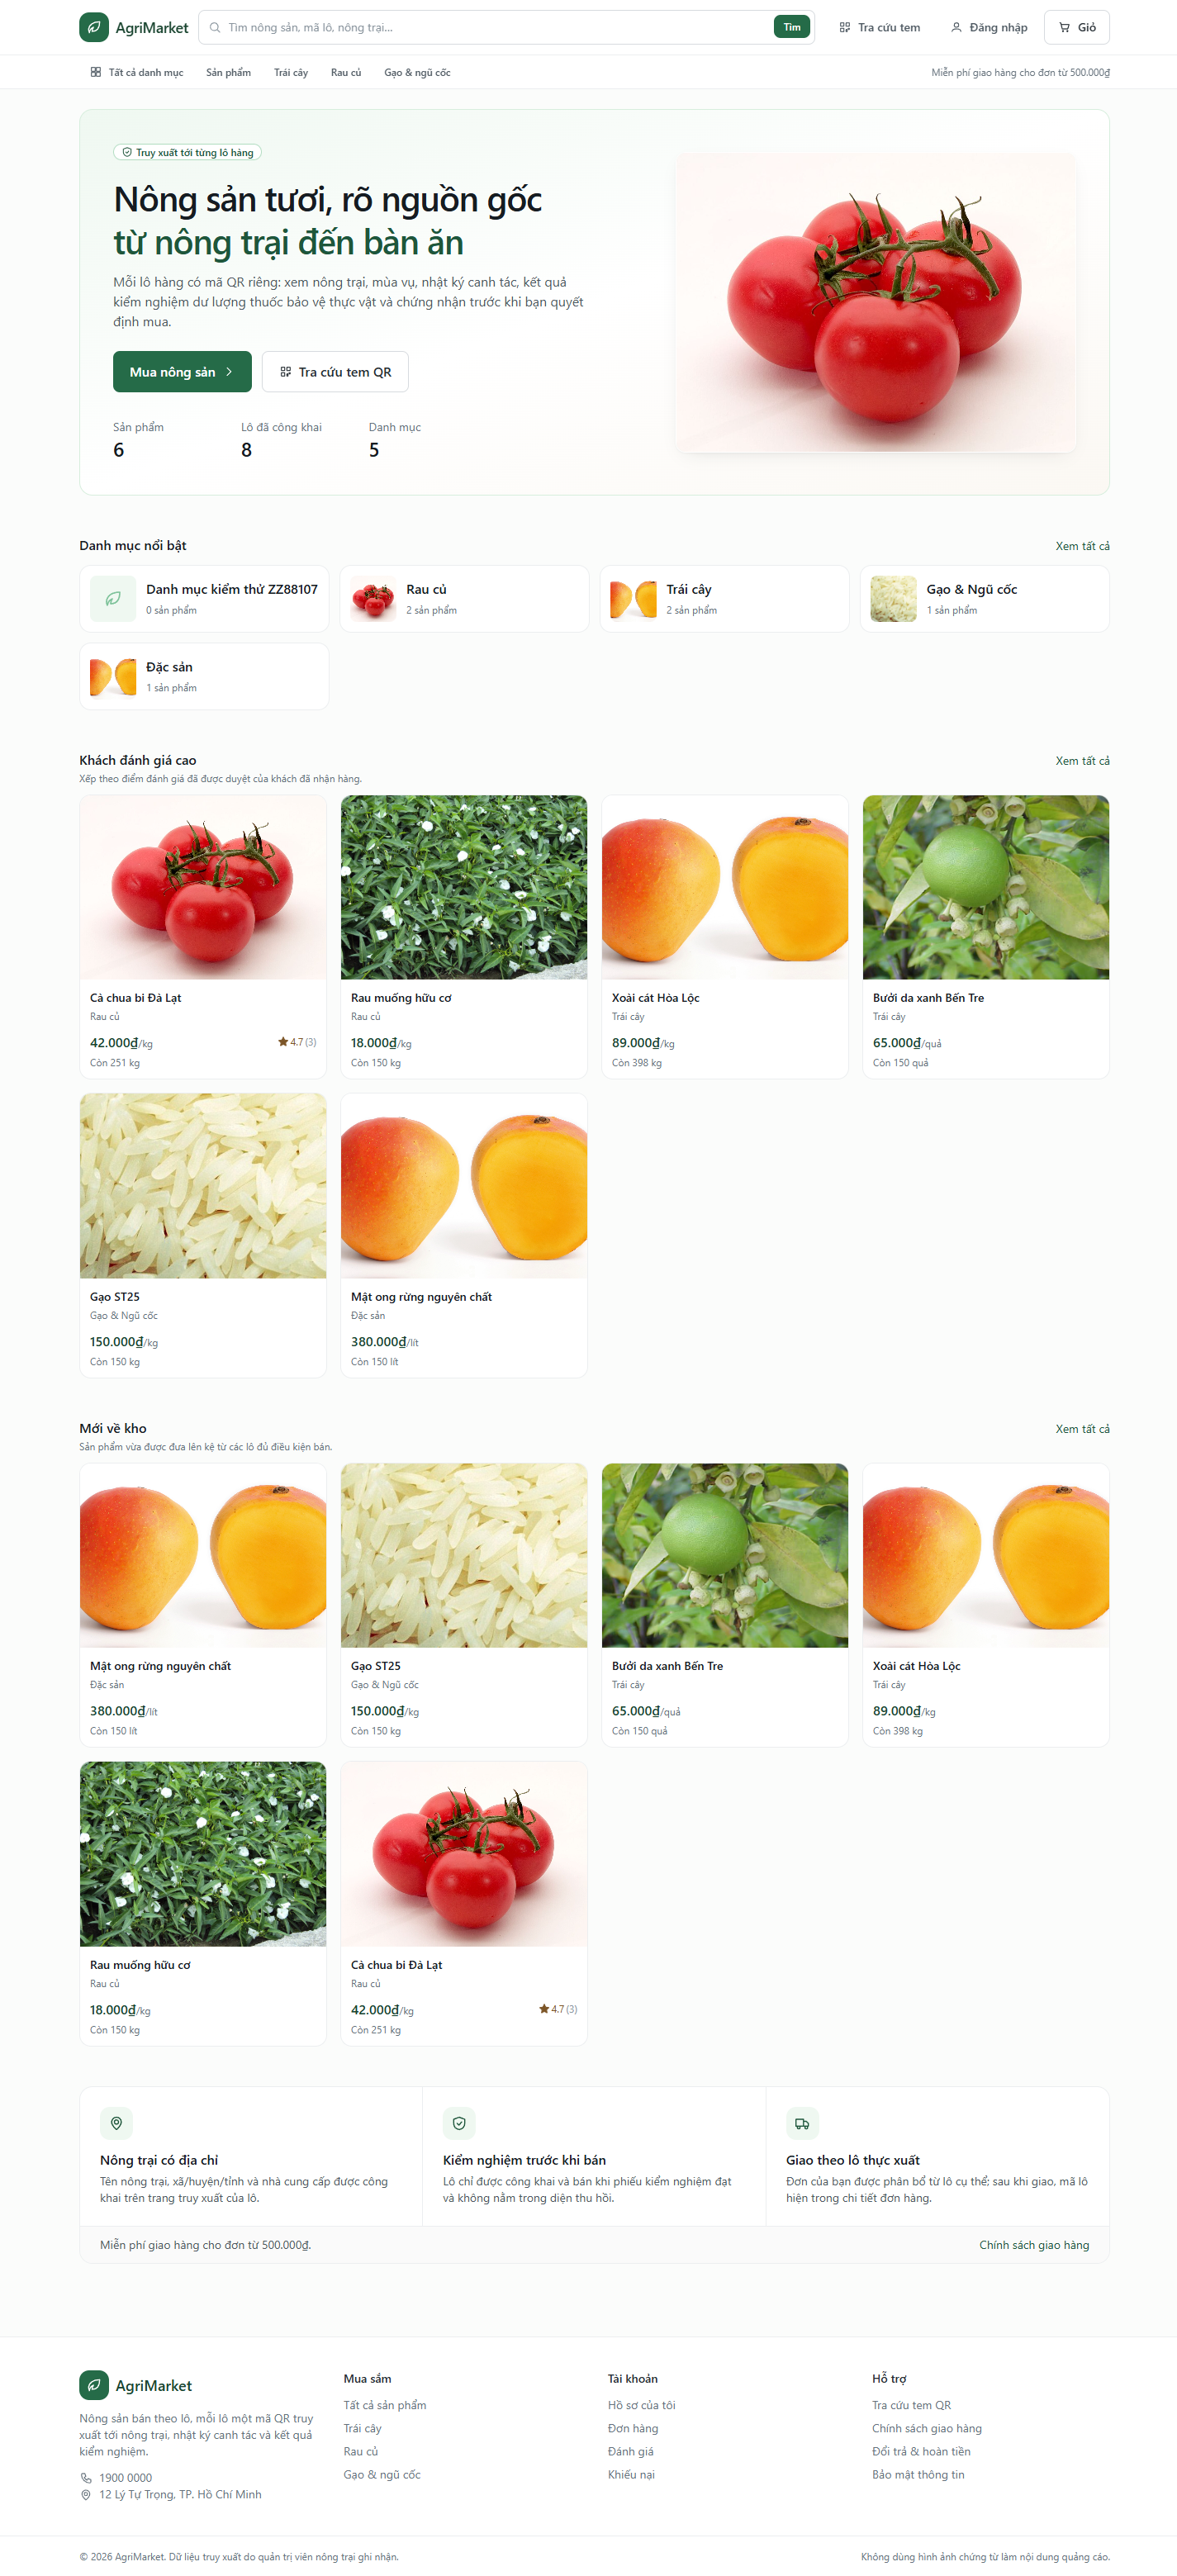 AgriMarket
Tìm nông sản, mã lô, nông trại...
Tìm
Tra cứu tem
Đăng nhập
Giỏ
Tất cả danh mục
Sản phẩm
Trái cây
Rau củ
Gạo & ngũ cốc
Miễn phí giao hàng cho đơn từ 500.000₫
Truy xuất tới từng lô hàng
Nông sản tươi, rõ nguồn gốc
từ nông trại đến bàn ăn
Mỗi lô hàng có mã QR riêng: xem nông trại, mùa vụ, nhật ký canh tác, kết quả
kiểm nghiệm dư lượng thuốc bảo vệ thực vật và chứng nhận trước khi bạn quyết
định mua.
Mua nông sản
Tra cứu tem QR
Sản phẩm
6
Lô đã công khai
8
Danh mục
5
Danh mục nổi bật
Xem tất cả
Danh mục kiểm thử ZZ88107
0 sản phẩm
Rau củ
2 sản phẩm
Trái cây
2 sản phẩm
Gạo & Ngũ cốc
1 sản phẩm
Đặc sản
1 sản phẩm
Khách đánh giá cao
Xem tất cả
Xếp theo điểm đánh giá đã được duyệt của khách đã nhận hàng.
Cà chua bi Đà Lạt
Rau củ
42.000₫/kg
4.7 (3)
Còn 251 kg
Rau muống hữu cơ
Rau củ
18.000₫/kg
Còn 150 kg
Xoài cát Hòa Lộc
Trái cây
89.000₫/kg
Còn 398 kg
Bưởi da xanh Bến Tre
Trái cây
65.000₫/quả
Còn 150 quả
Gạo ST25
Gạo & Ngũ cốc
150.000₫/kg
Còn 150 kg
Mật ong rừng nguyên chất
Đặc sản
380.000₫/lít
Còn 150 lít
Mới về kho
Xem tất cả
Sản phẩm vừa được đưa lên kệ từ các lô đủ điều kiện bán.
Mật ong rừng nguyên chất
Đặc sản
380.000₫/lít
Còn 150 lít
Gạo ST25
Gạo & Ngũ cốc
150.000₫/kg
Còn 150 kg
Bưởi da xanh Bến Tre
Trái cây
65.000₫/quả
Còn 150 quả
Xoài cát Hòa Lộc
Trái cây
89.000₫/kg
Còn 398 kg
Rau muống hữu cơ
Rau củ
18.000₫/kg
Còn 150 kg
Cà chua bi Đà Lạt
Rau củ
42.000₫/kg
4.7 (3)
Còn 251 kg
Nông trại có địa chỉ
Tên nông trại, xã/huyện/tỉnh và nhà cung cấp được công
khai trên trang truy xuất của lô.
Kiểm nghiệm trước khi bán
Lô chỉ được công khai và bán khi phiếu kiểm nghiệm đạt
và không nằm trong diện thu hồi.
Giao theo lô thực xuất
Đơn của bạn được phân bổ từ lô cụ thể; sau khi giao, mã lô
hiện trong chi tiết đơn hàng.
Miễn phí giao hàng cho đơn từ 500.000₫.
Chính sách giao hàng
AgriMarket
Nông sản bán theo lô, mỗi lô một mã QR truy
xuất tới nông trại, nhật ký canh tác và kết quả
kiểm nghiệm.
1900 0000
12 Lý Tự Trọng, TP. Hồ Chí Minh
Mua sắm
Tất cả sản phẩm
Trái cây
Rau củ
Gạo & ngũ cốc
Tài khoản
Hồ sơ của tôi
Đơn hàng
Đánh giá
Khiếu nại
Hỗ trợ
Tra cứu tem QR
Chính sách giao hàng
Đổi trả & hoàn tiền
Bảo mật thông tin
© 2026 AgriMarket. Dữ liệu truy xuất do quản trị viên nông trại ghi nhận.
Không dùng hình ảnh chứng từ làm nội dung quảng cáo.